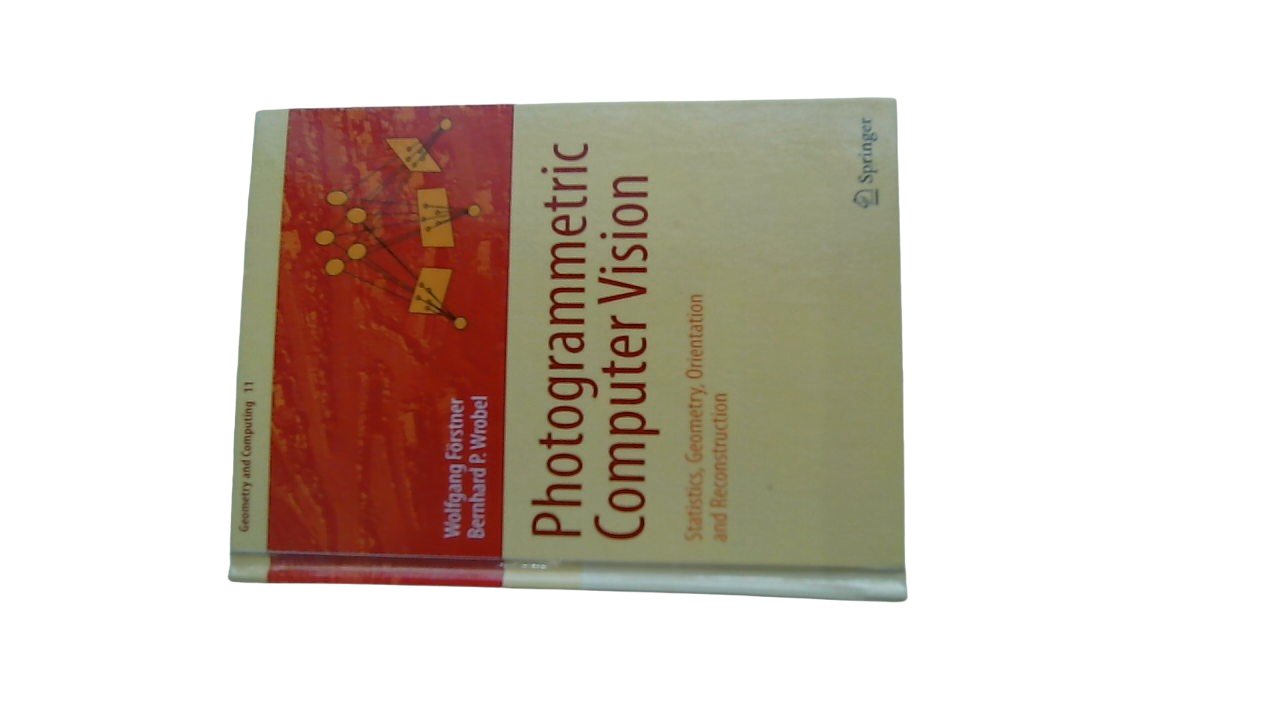 Geometry and Computing 11
Wolfgang Förstner
Bernhard P. Wrobel
Photogrammetric
Computer Vision
Statistics, Geometry, Orientation
and Reconstruction
Springer